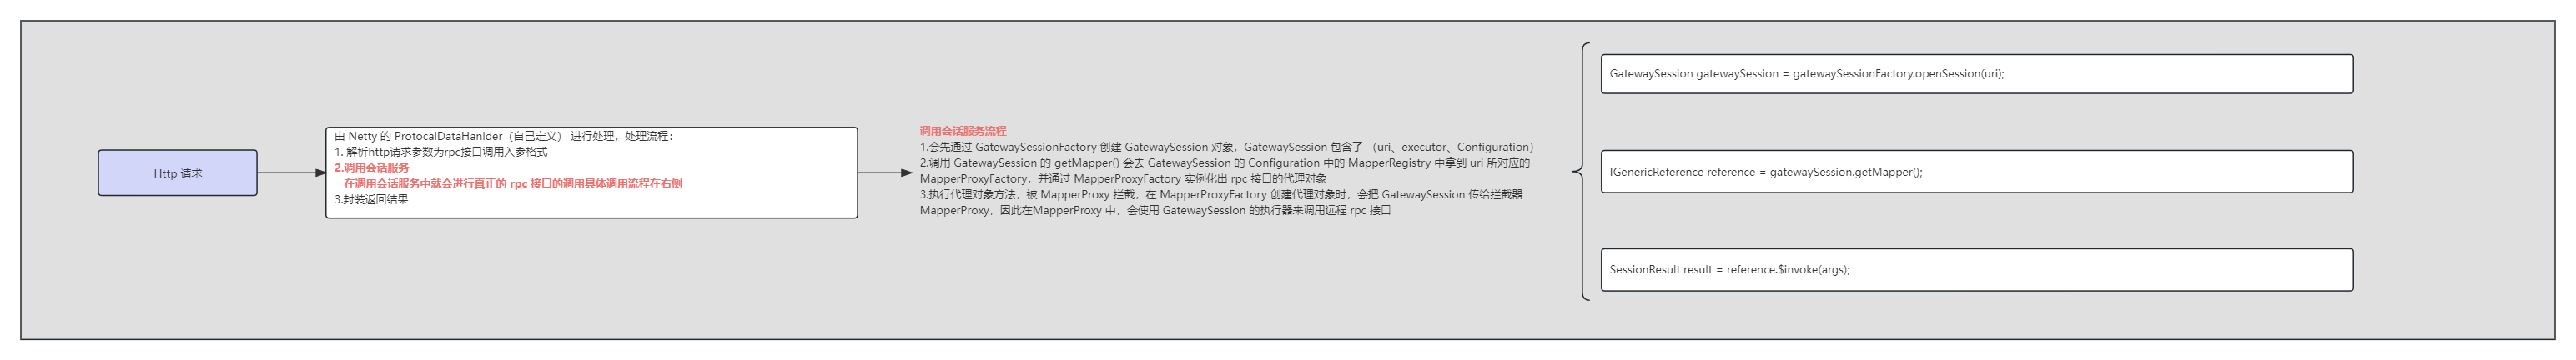 Http 请求
由 Netty 的 ProtocalDataHanlder（自己定义） 进行处理，处理流程：
1. 解析http请求参数为rpc接口调用入参格式
2.调用会话服务
在调用会话服务中就会进行真正的 rpc 接口的调用具体调用流程在右侧
3.封装返回结果
调用会话服务流程
1.会先通过 GatewaySessionFactory 创建 GatewaySession 对象，GatewaySession 包含了 （uri、executor、Configuration）
2.调用 GatewaySession 的 getMapper() 会去 GatewaySession 的 Configuration 中的 MapperRegistry 中拿到 uri 所对应的
MapperProxyFactory，并通过 MapperProxyFactory 实例化出 rpc 接口的代理对象
3.执行代理对象方法，被 MapperProxy 拦截，在 MapperProxyFactory 创建代理对象时，会把 GatewaySession 传给拦截器
MapperProxy，因此在MapperProxy 中，会使用 GatewaySession 的执行器来调用远程 rpc 接口
GatewaySession gatewaySession = gatewaySessionFactory.openSession(uri);
IGenericReference reference = gatewaySession.getMapper();
SessionResult result = reference.$invoke(args);